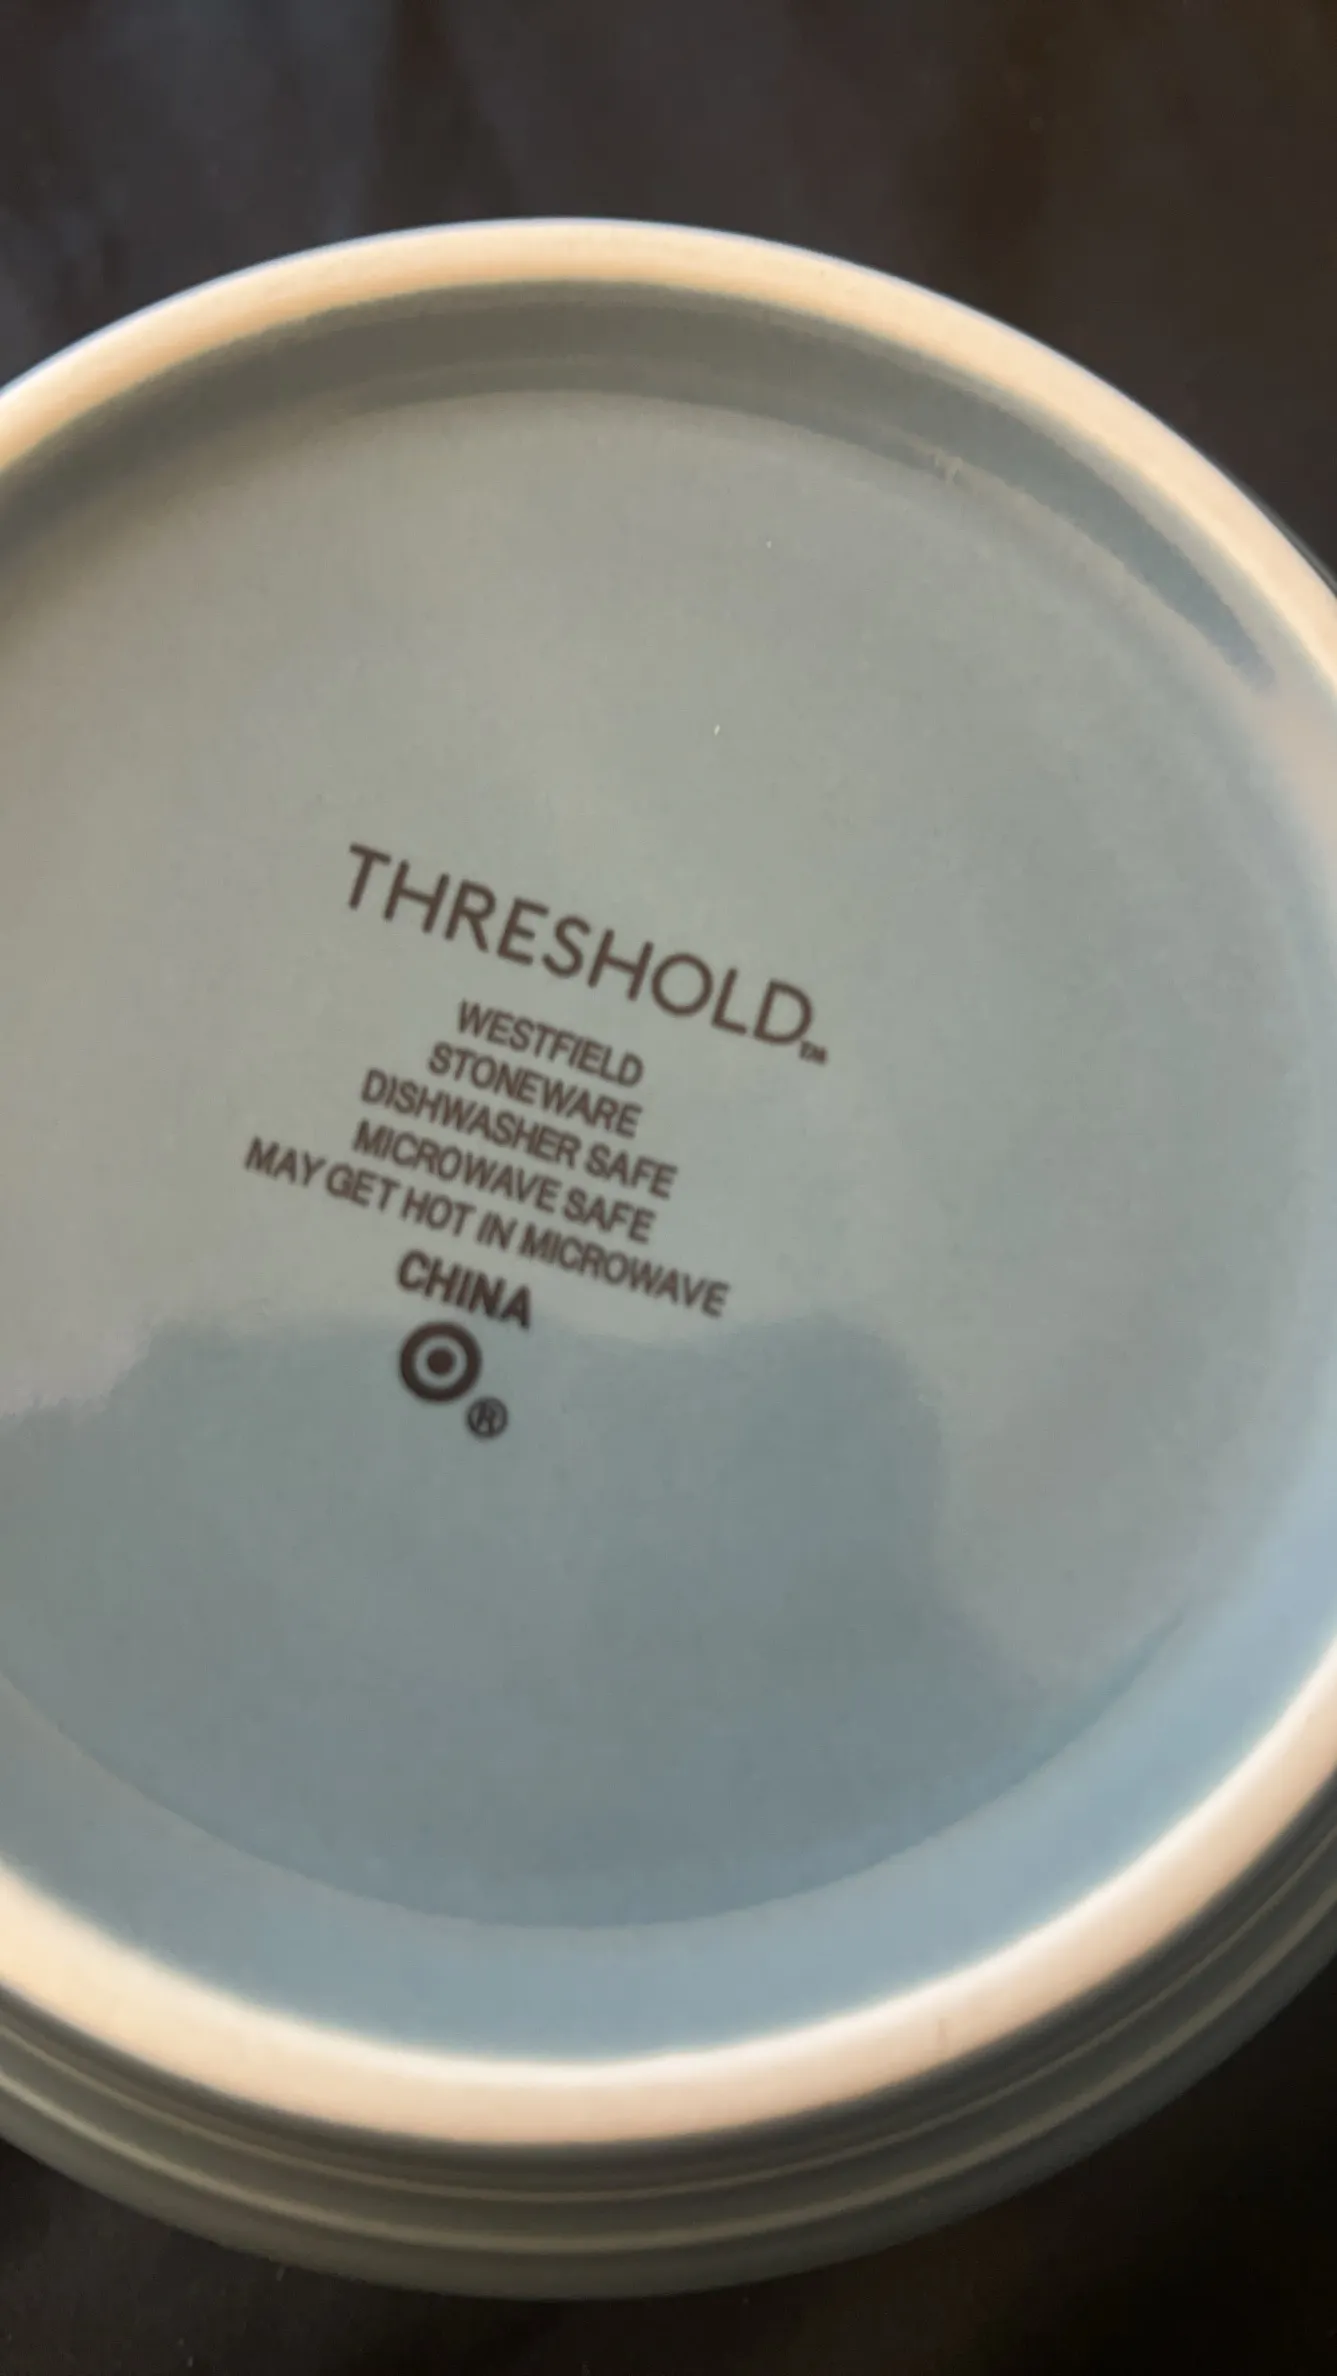 THRESHOLD™
WESTFIELD
STONEWARE
DISHWASHER SAFE
MICROWAVE SAFE
MAY GET HOT IN MICROWAVE
CHINA
®